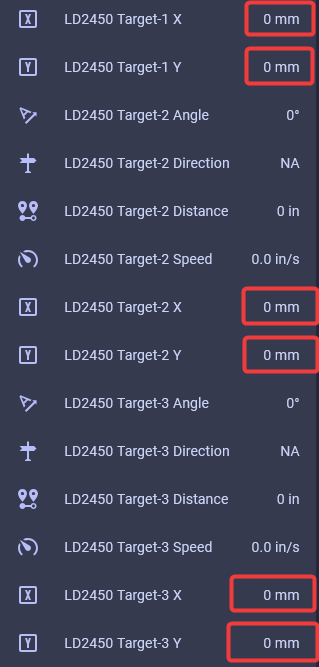 X LD2450 Target-1 X 0 mm
Y LD2450 Target-1 Y 0 mm
LD2450 Target-2 Angle 0°
LD2450 Target-2 Direction NA
LD2450 Target-2 Distance 0 in
LD2450 Target-2 Speed 0.0 in/s
X LD2450 Target-2 X 0 mm
Y LD2450 Target-2 Y 0 mm
LD2450 Target-3 Angle 0°
LD2450 Target-3 Direction NA
LD2450 Target-3 Distance 0 in
LD2450 Target-3 Speed 0.0 in/s
X LD2450 Target-3 X 0 mm
Y LD2450 Target-3 Y 0 mm